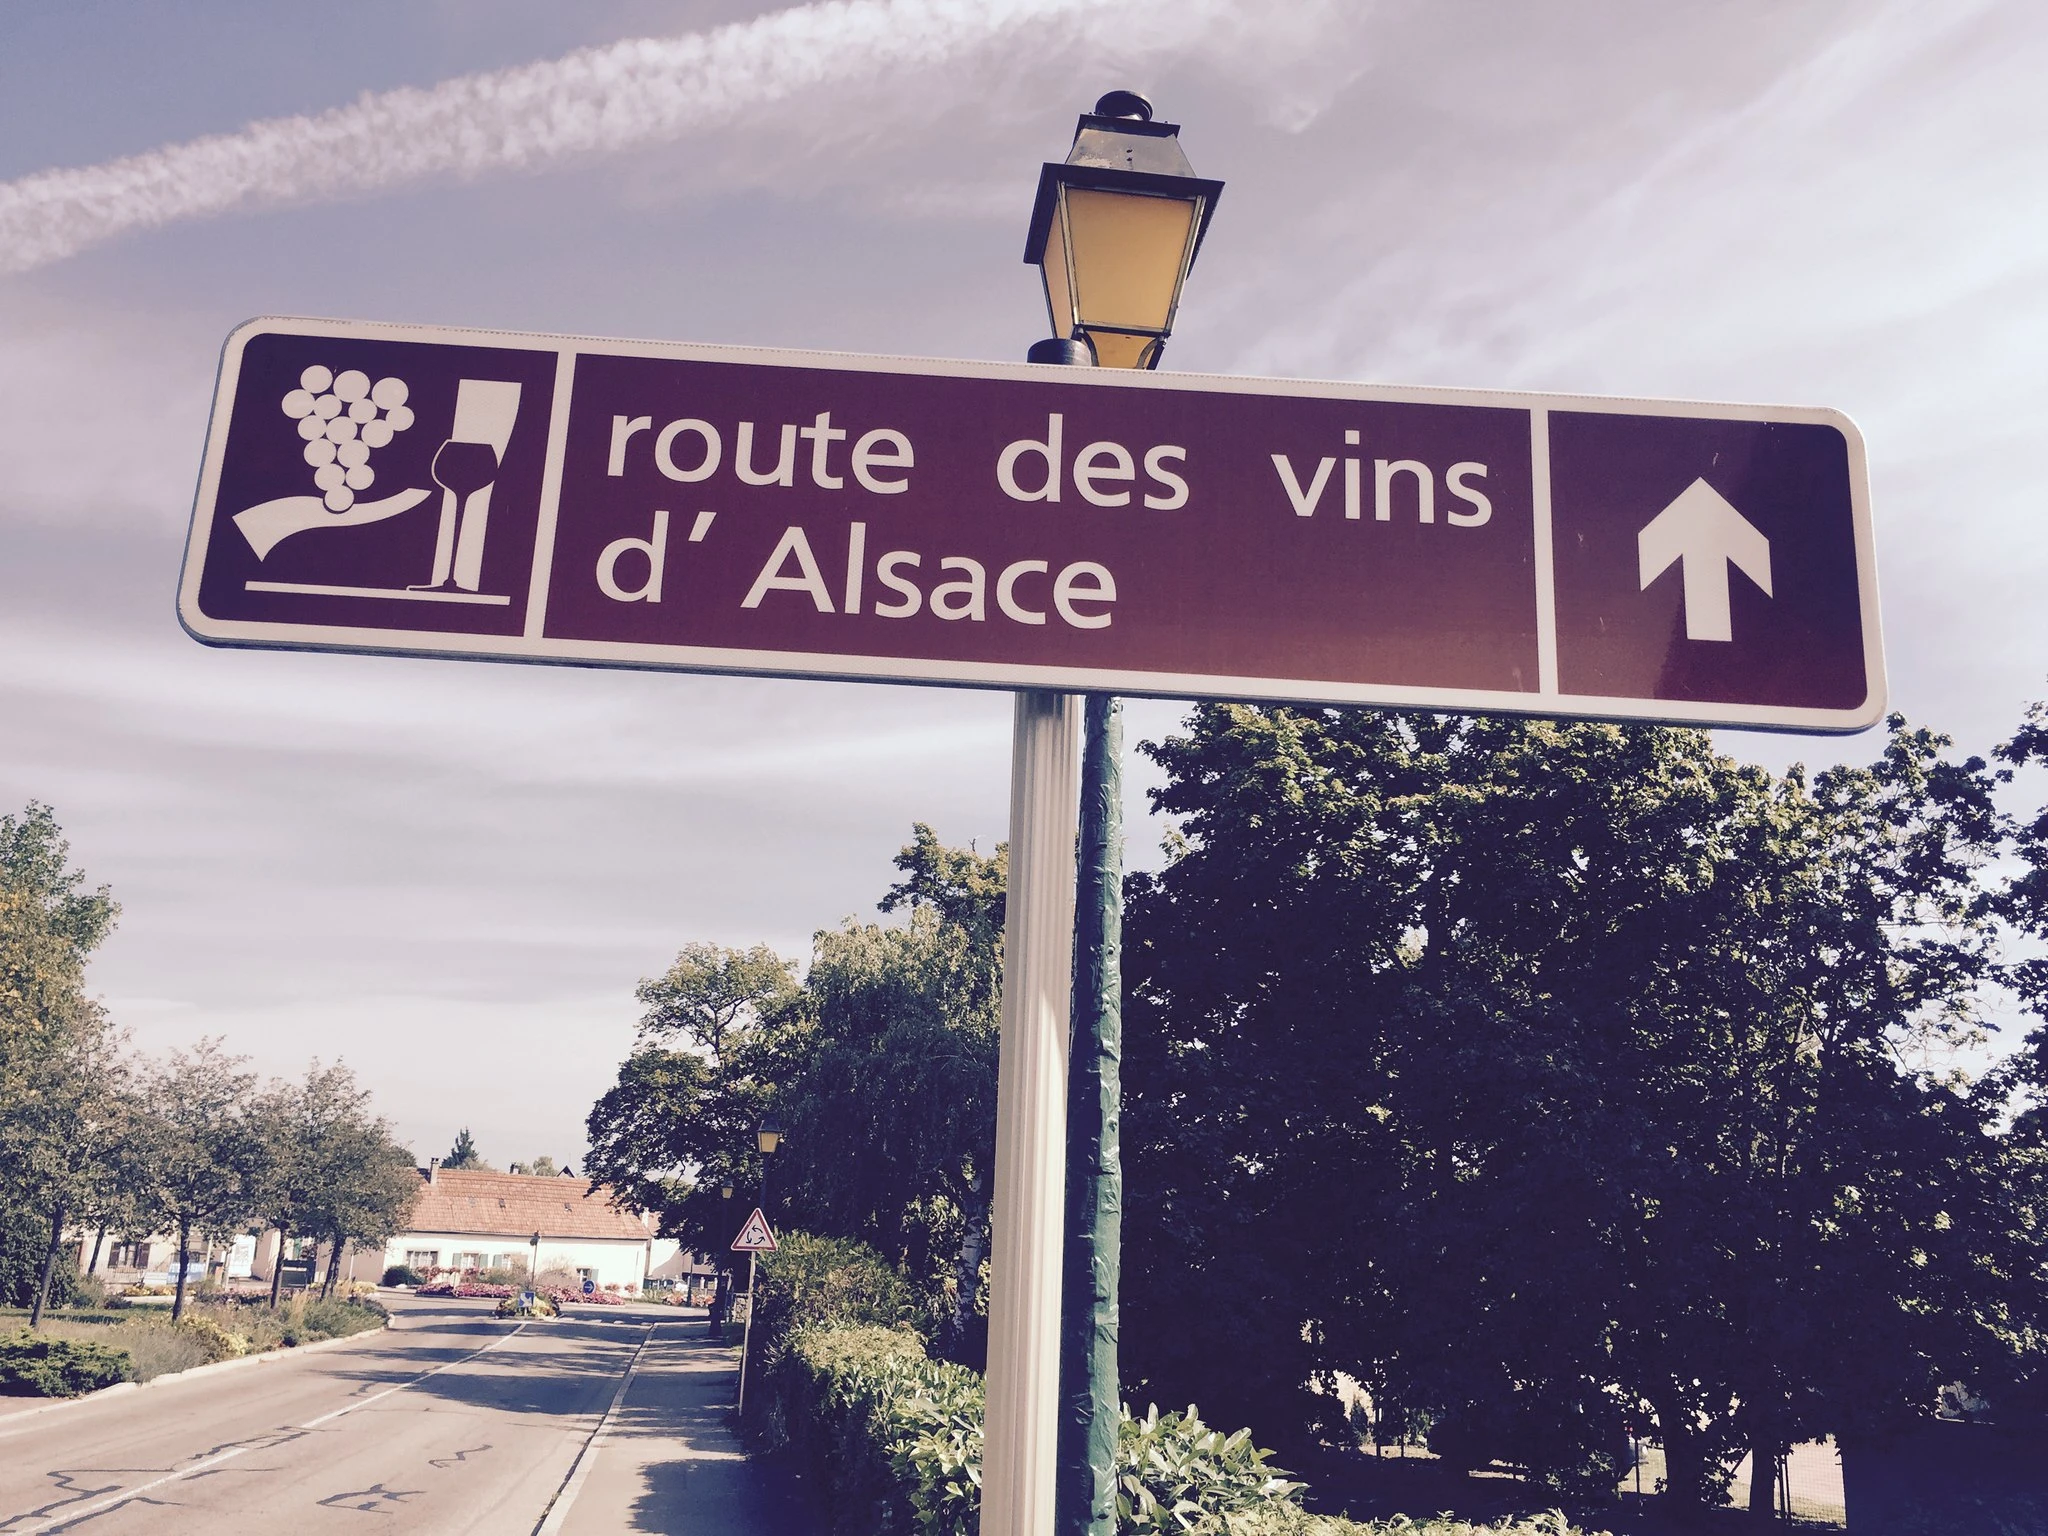 route des vins
d'Alsace